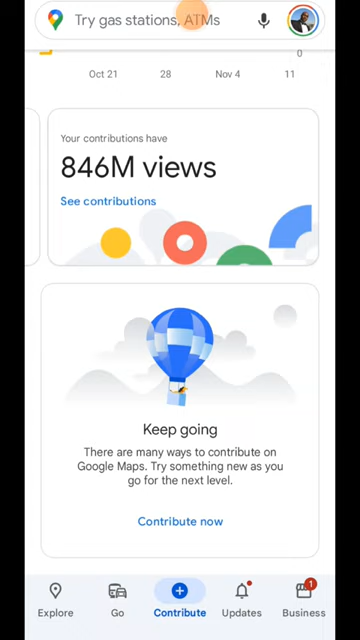 Try gas stations, ATMs
0
Oct 21 28 Nov 4 11
Your contributions have
846M views
See contributions
Keep going
There are many ways to contribute on
Google Maps. Try something new as you
go for the next level.
Contribute now
1
Explore Go Contribute Updates Business